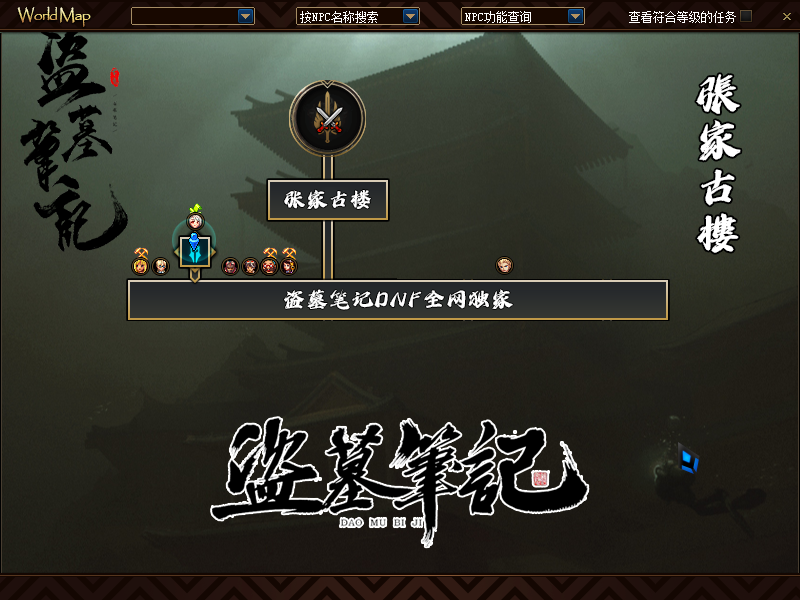 WorldMap
按NPC名称搜索
NPC功能查询
查看符合等级的任务
盗墓筆記
張家古樓
张家古楼
盗墓笔记DNF全网独家
盗墓筆記
DAO MU BI JI